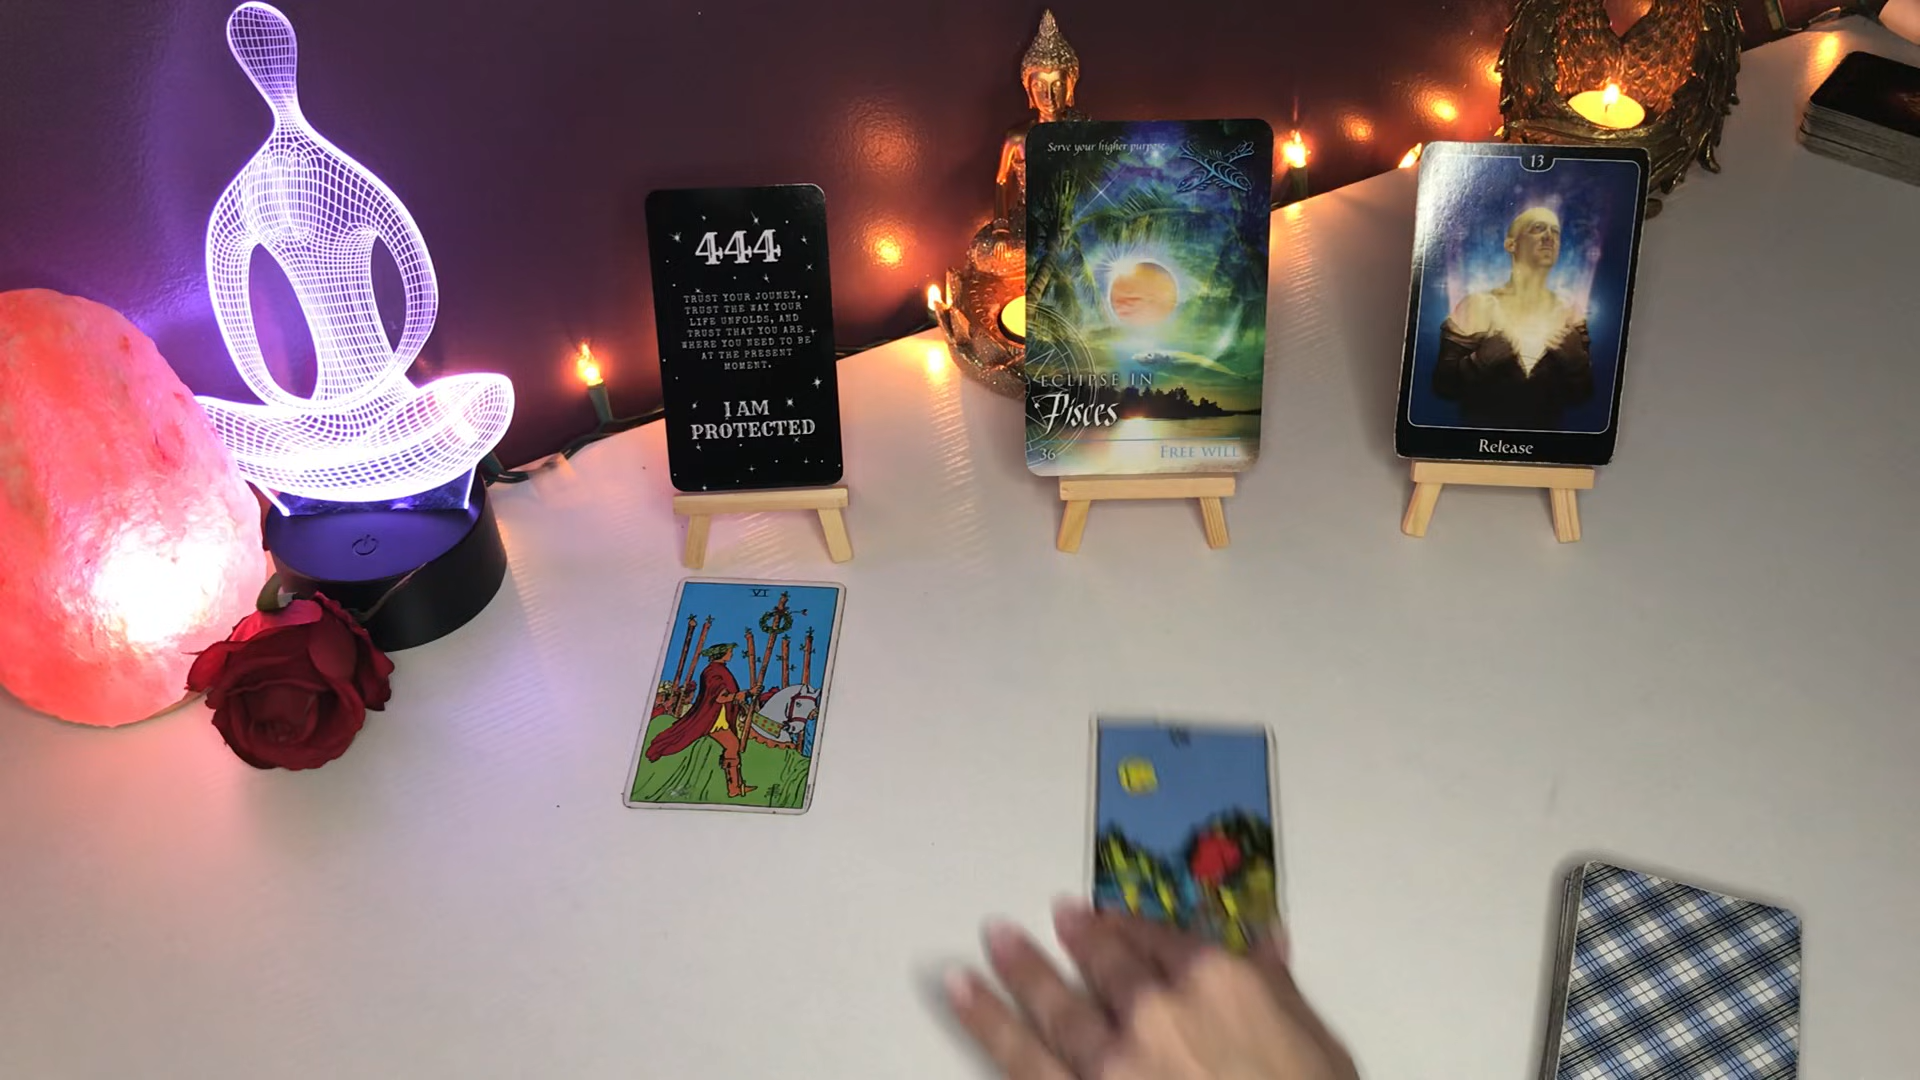 444
TRUST YOUR JOUNEY,
TRUST THE WAY YOUR
LIFE UNFOLDS, AND
TRUST THAT YOU ARE
WHERE YOU NEED TO BE
AT THE PRESENT
MOMENT.
I AM
PROTECTED
Serve your higher purpose
ECLIPSE IN
Pisces
36
FREE WILL
13
Release
VI